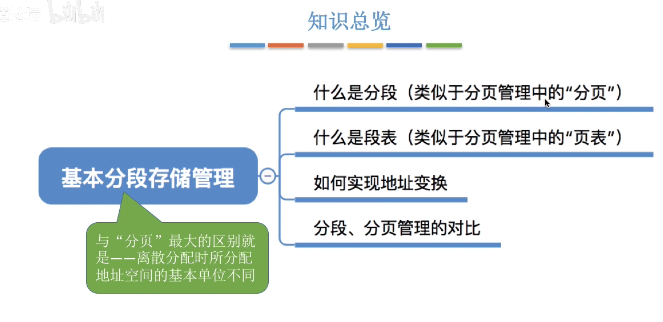 bilibili
知识总览
什么是分段（类似于分页管理中的“分页”）
什么是段表（类似于分页管理中的“页表”）
基本分段存储管理
如何实现地址变换
分段、分页管理的对比
与“分页”最大的区别就
是——离散分配时所分配
地址空间的基本单位不同